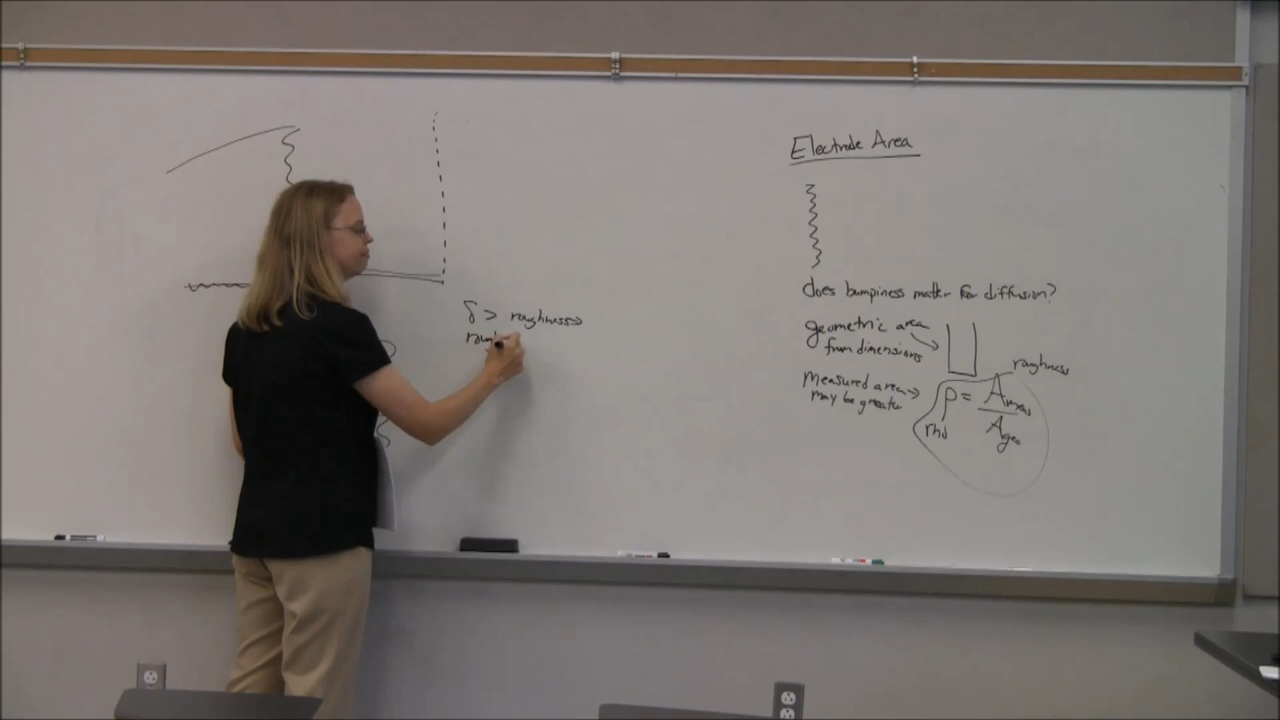 δ > roughness⇒
rough
Electrode Area
does bumpiness matter for diffusion?
geometric area
from dimensions
roughness
measured area →
may be greater
ρ = Ameas / Ageo
rho